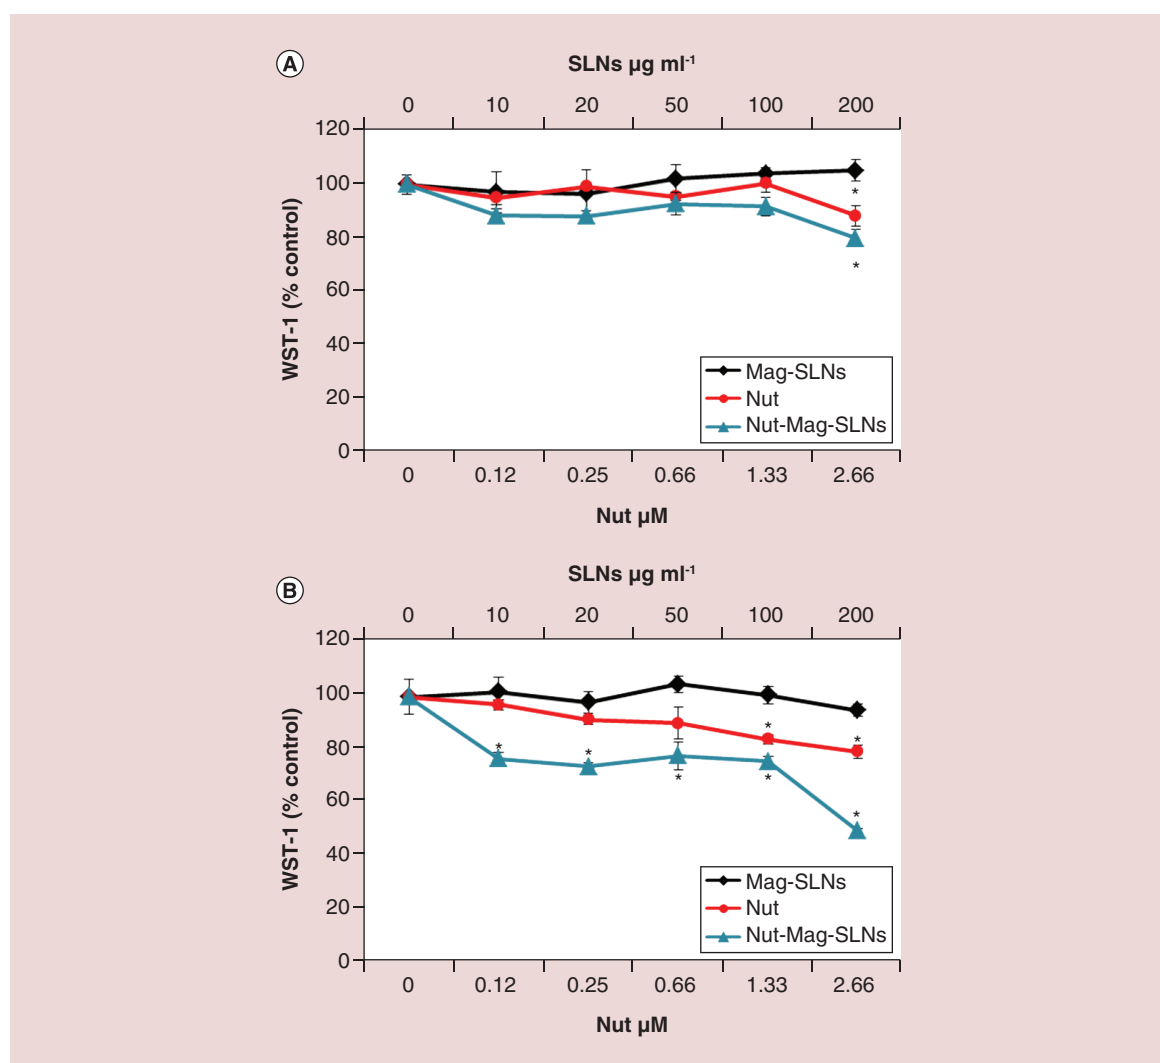 A
SLNs µg ml-1
0 10 20 50 100 200
120
100
80
60
40
20
0
WST-1 (% control)
*
*
Mag-SLNs
Nut
Nut-Mag-SLNs
0 0.12 0.25 0.66 1.33 2.66
Nut µM
B
SLNs µg ml-1
0 10 20 50 100 200
120
100
80
60
40
20
0
WST-1 (% control)
* * * * * * *
Mag-SLNs
Nut
Nut-Mag-SLNs
0 0.12 0.25 0.66 1.33 2.66
Nut µM